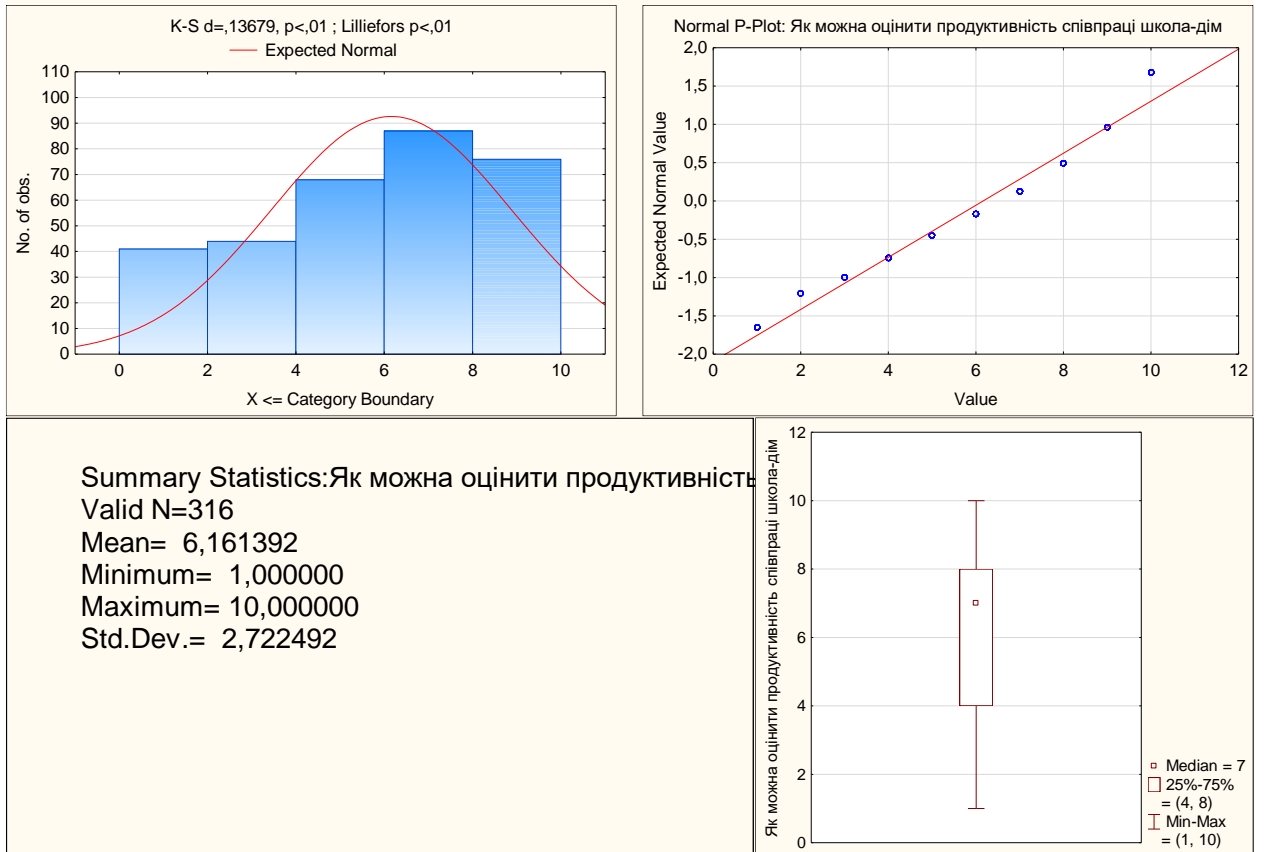 K-S d=,13679, p<,01 ; Lilliefors p<,01
Expected Normal
110
100
90
80
70
60
50
40
30
20
10
0
No. of obs.
0 2 4 6 8 10
X <= Category Boundary
Normal P-Plot: Як можна оцінити продуктивність співпраці школа-дім
2,0
1,5
1,0
0,5
0,0
-0,5
-1,0
-1,5
-2,0
Expected Normal Value
0 2 4 6 8 10 12
Value
Summary Statistics:Як можна оцінити продуктивність
Valid N=316
Mean= 6,161392
Minimum= 1,000000
Maximum= 10,000000
Std.Dev.= 2,722492
Як можна оцінити продуктивність співпраці школа-дім
12
10
8
6
4
2
0
Median = 7
25%-75%
= (4, 8)
Min-Max
= (1, 10)